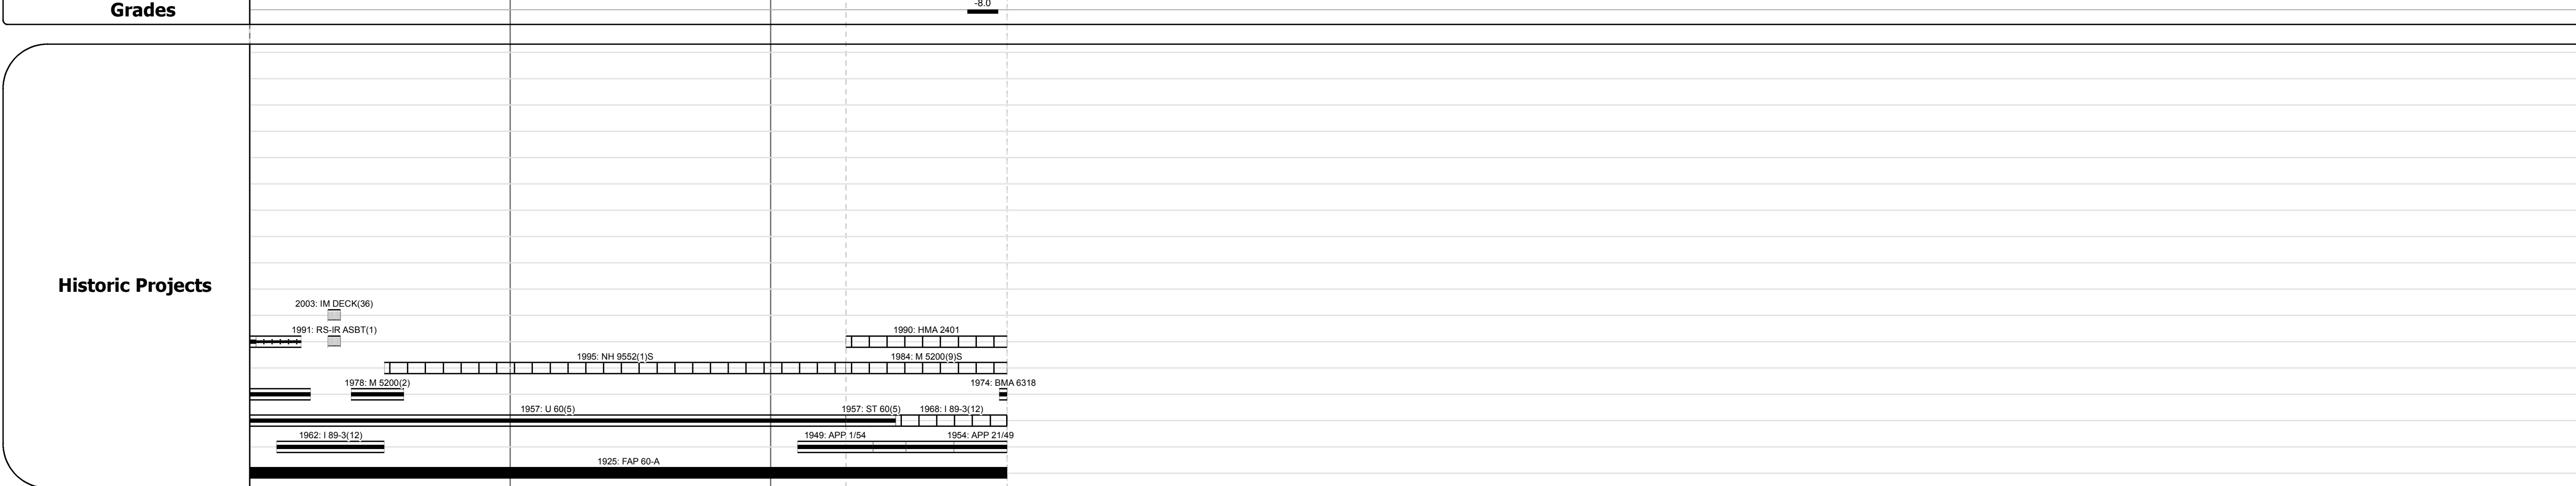 -8.0
Grades
Historic Projects
2003: IM DECK(36)
1991: RS-IR ASBT(1)
1990: HMA 2401
1995: NH 9552(1)S
1984: M 5200(9)S
1978: M 5200(2)
1974: BMA 6318
1957: U 60(5)
1957: ST 60(5)
1968: I 89-3(12)
1962: I 89-3(12)
1949: APP 1/54
1954: APP 21/49
1925: FAP 60-A